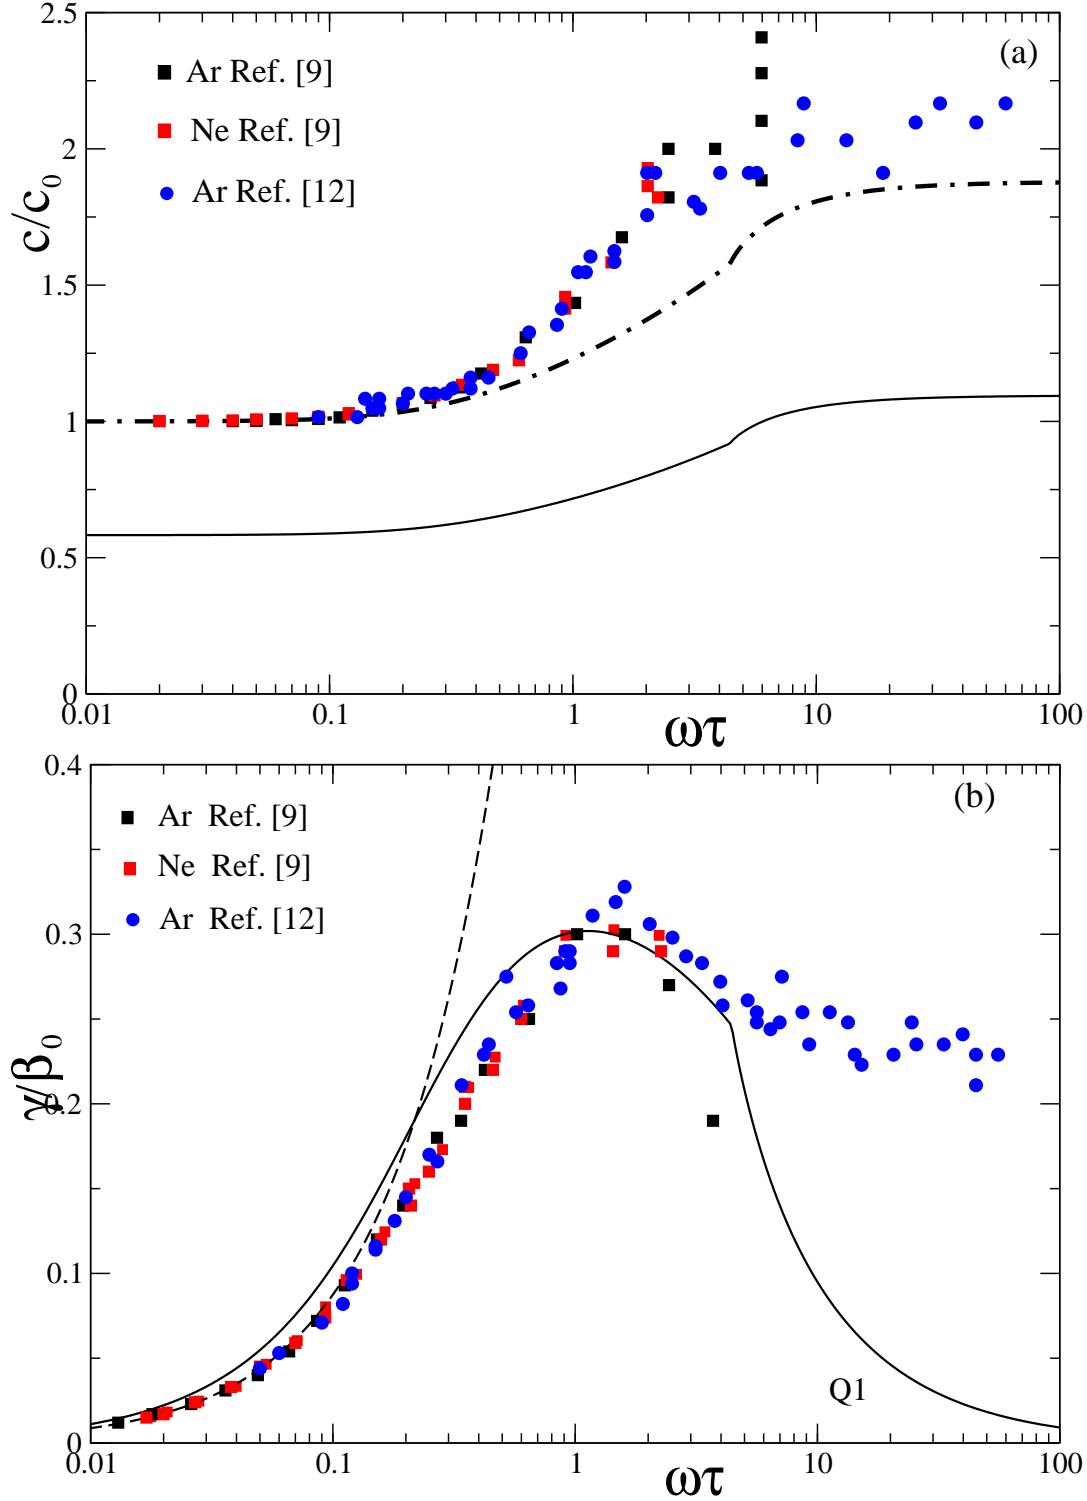 2.5
(a)
Ar Ref. [9]
Ne Ref. [9]
2
Ar Ref. [12]
c/c0
1.5
1
0.5
0
0.01
0.1
1
ωτ
10
100
0.4
(b)
Ar Ref. [9]
Ne Ref. [9]
Ar Ref. [12]
0.3
γ/β0
0.2
0.1
Q1
0
0.01
0.1
1
ωτ
10
100